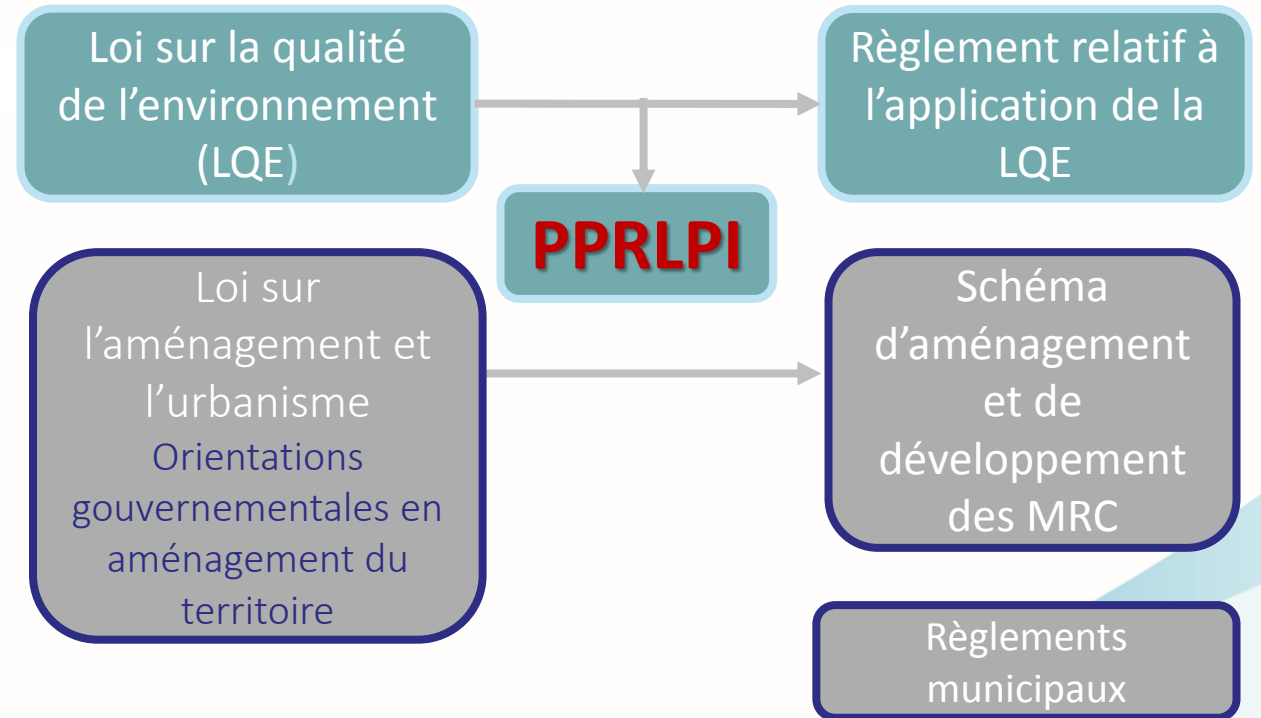 Loi sur la qualité
de l’environnement
(LQE)
Règlement relatif à
l’application de la
LQE
PPRLPI
Loi sur
l’aménagement et
l’urbanisme
Orientations
gouvernementales en
aménagement du
territoire
Schéma
d’aménagement
et de
développement
des MRC
Règlements
municipaux